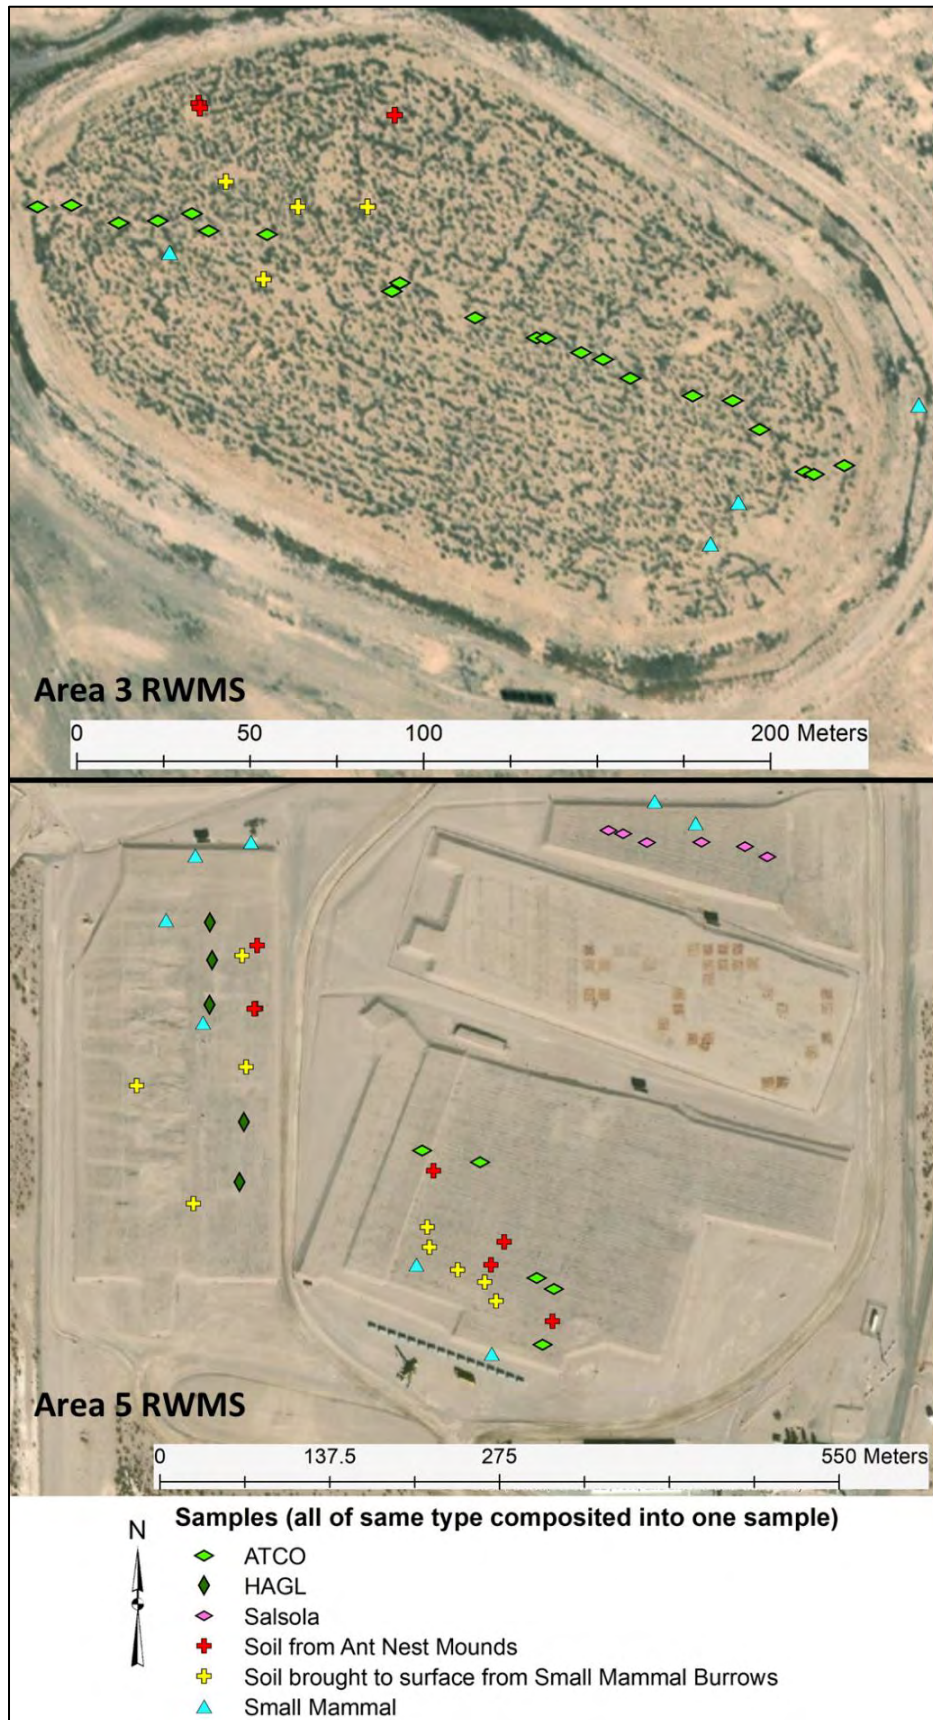 Area 3 RWMS
0 50 100 200 Meters
Area 5 RWMS
0 137.5 275 550 Meters
Samples (all of same type composited into one sample)
N
ATCO
HAGL
Salsola
Soil from Ant Nest Mounds
Soil brought to surface from Small Mammal Burrows
Small Mammal